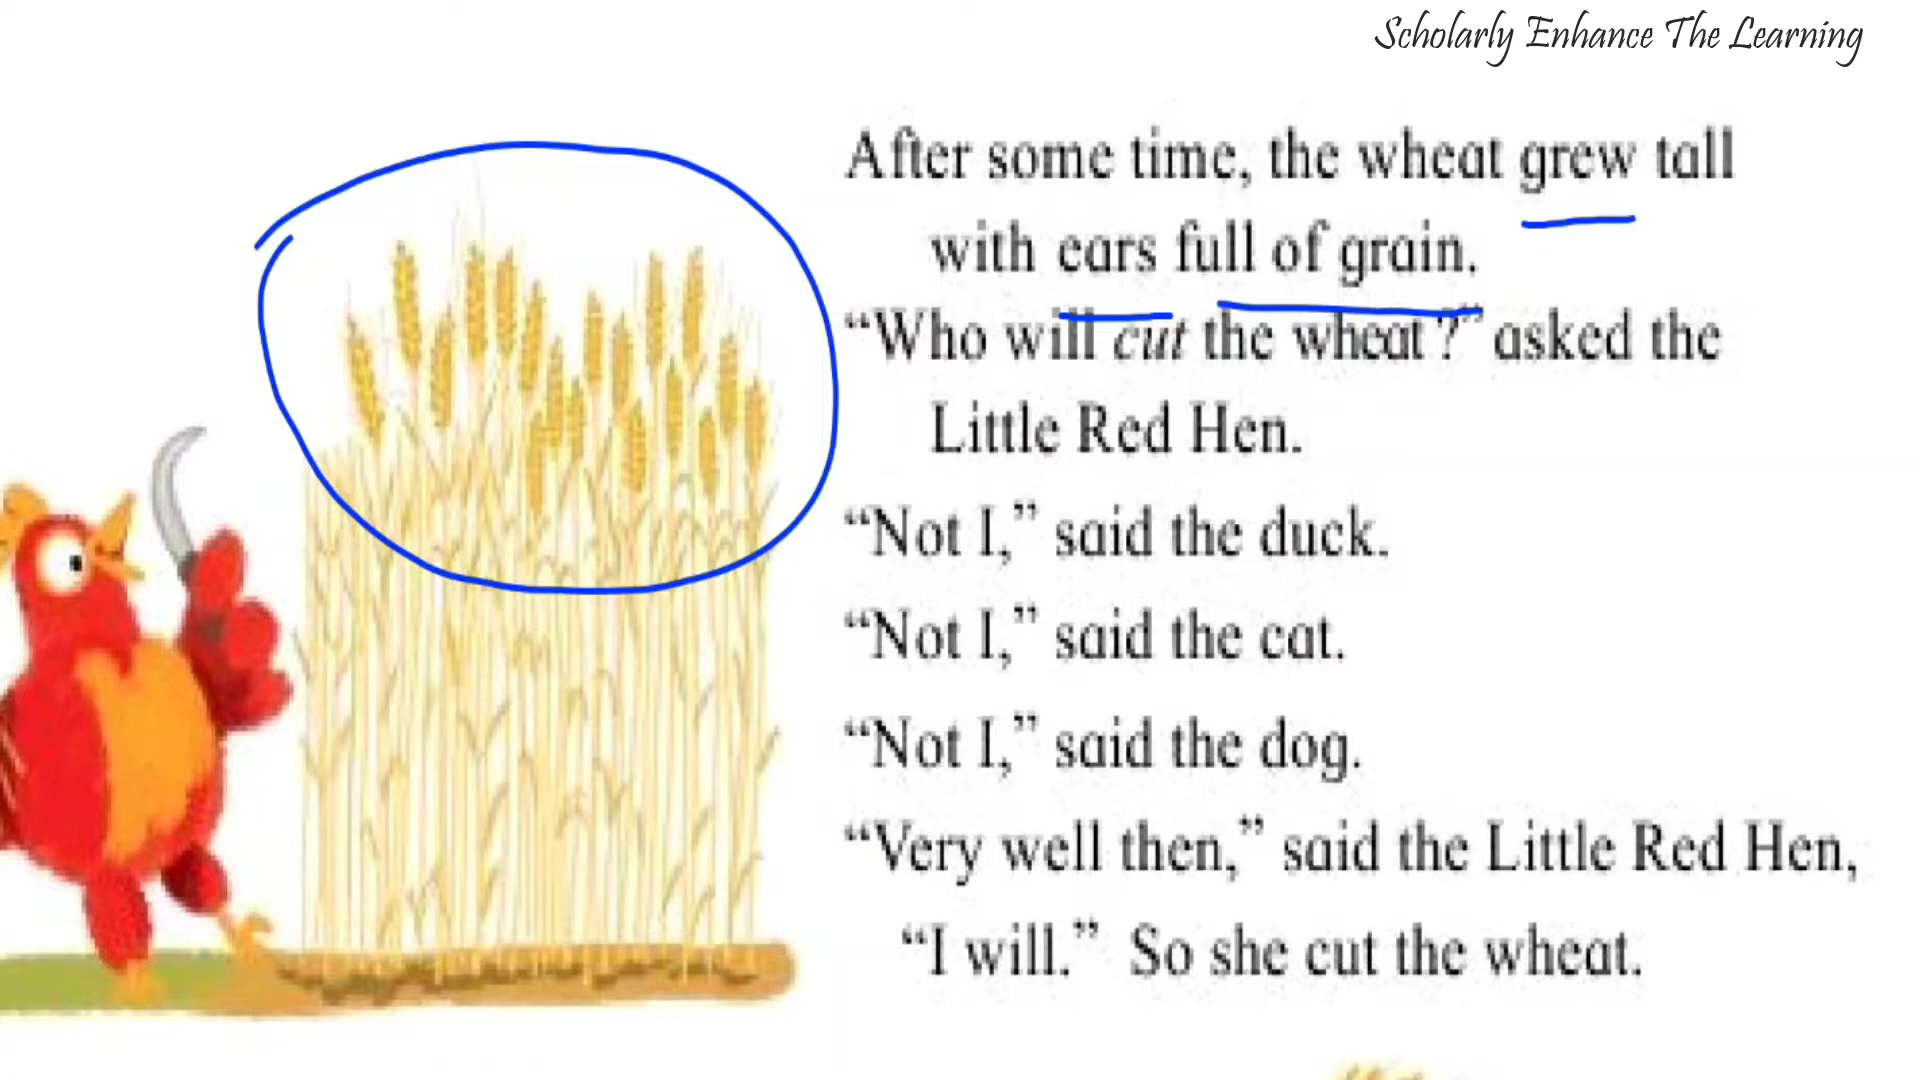 Scholarly Enhance The Learning
After some time, the wheat grew tall
with ears full of grain.
“Who will cut the wheat?” asked the
Little Red Hen.
“Not I,” said the duck.
“Not I,” said the cat.
“Not I,” said the dog.
“Very well then,” said the Little Red Hen,
“I will.” So she cut the wheat.